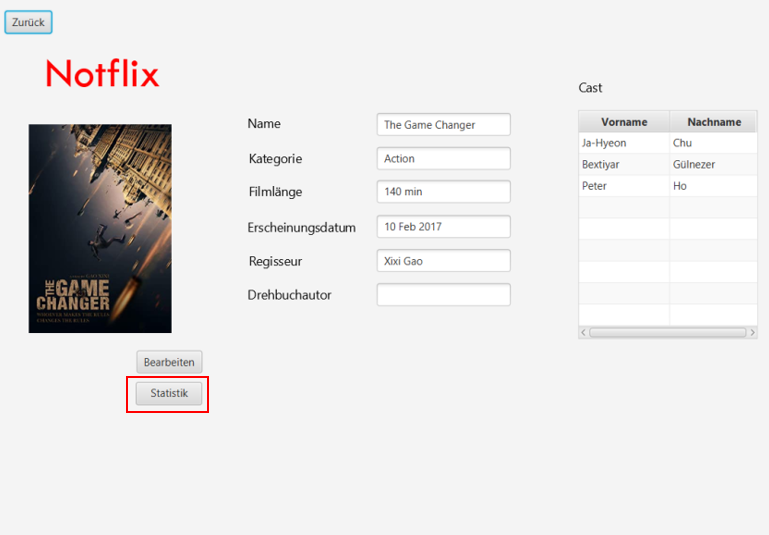 Zurück
Notflix
THE GAME
CHANGER
WHOEVER MAKES THE RULES
CHANGES THE RULES
Bearbeiten
Statistik
Name The Game Changer
Kategorie Action
Filmlänge 140 min
Erscheinungsdatum 10 Feb 2017
Regisseur Xixi Gao
Drehbuchautor
Cast
Vorname Nachname
Ja-Hyeon Chu
Bextiyar Gülnezer
Peter Ho